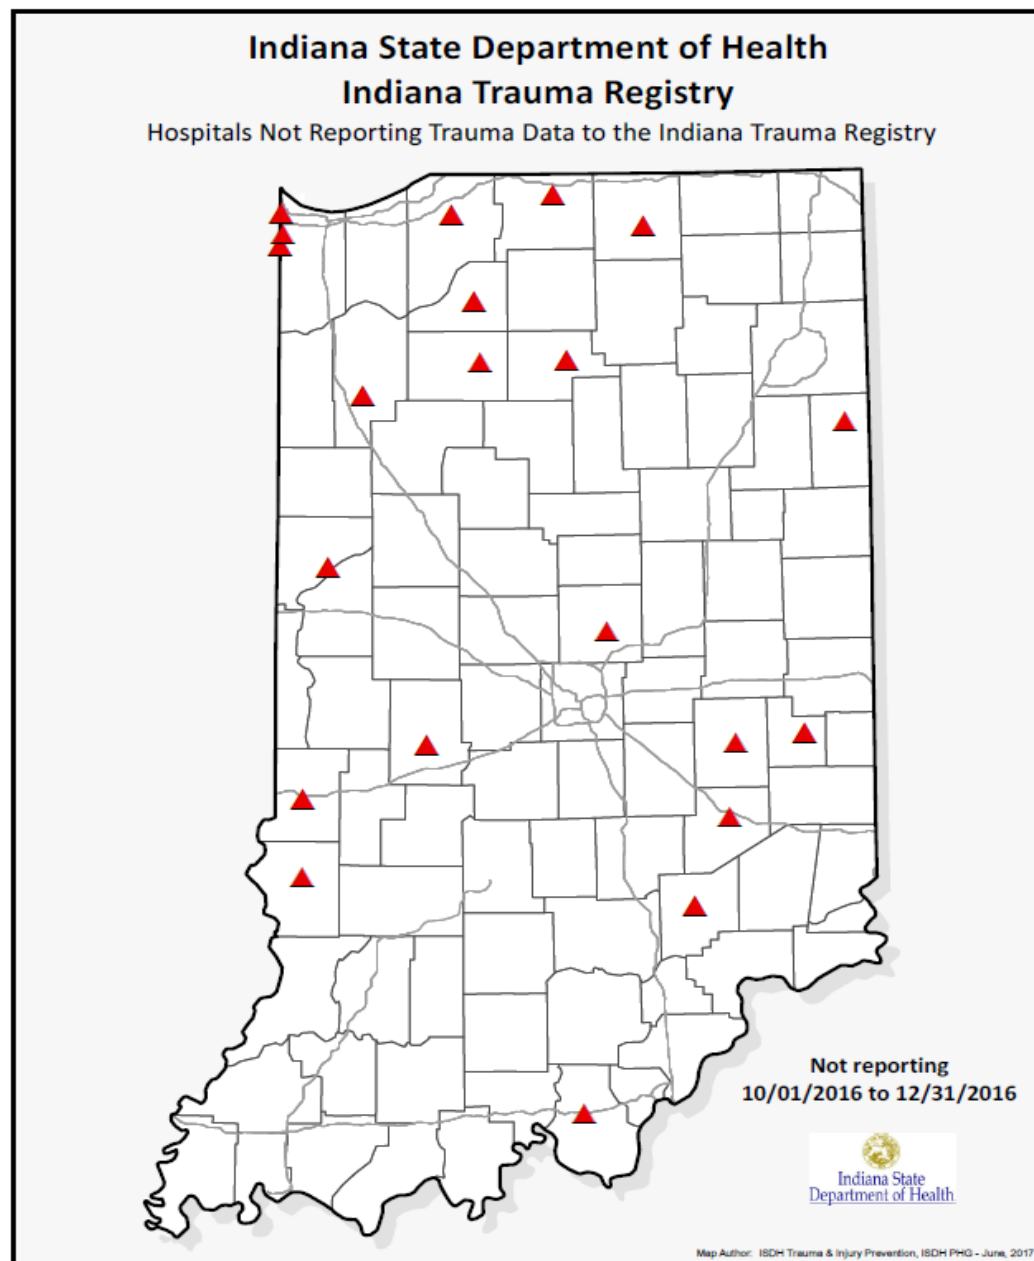 Indiana State Department of Health
Indiana Trauma Registry
Hospitals Not Reporting Trauma Data to the Indiana Trauma Registry
Not reporting
10/01/2016 to 12/31/2016
Indiana State
Department of Health
Map Author: ISDH Trauma & Injury Prevention, ISDH PHG - June, 2017